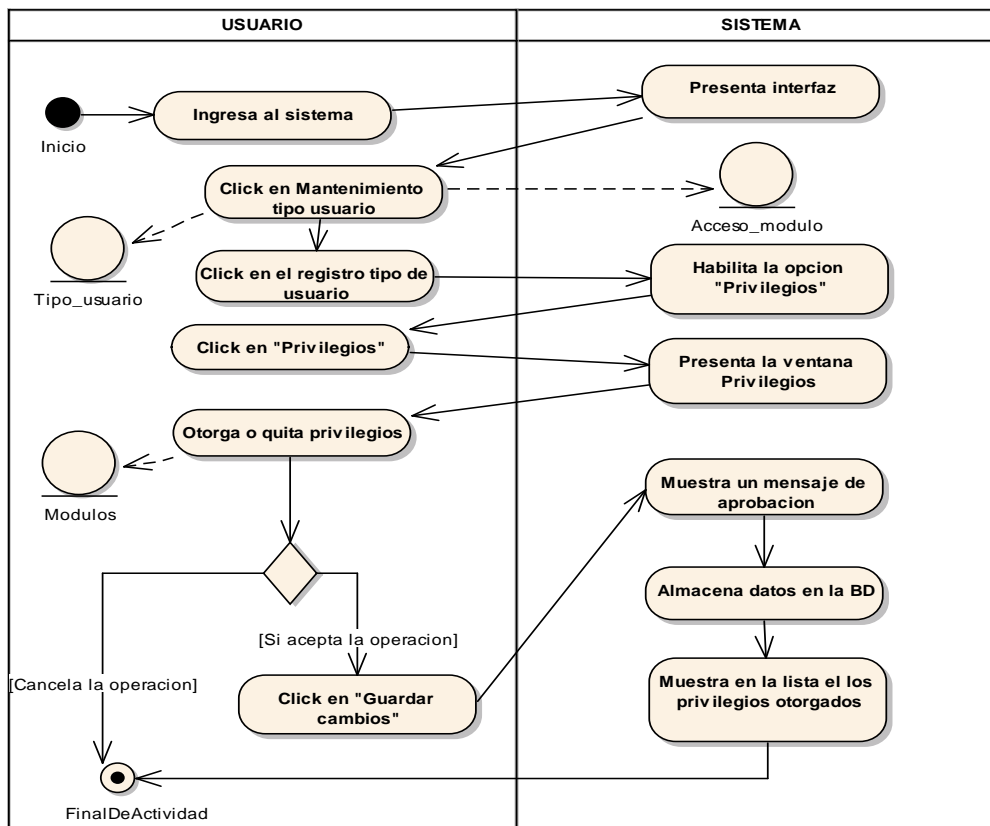 USUARIO
SISTEMA
Inicio
Ingresa al sistema
Presenta interfaz
Click en Mantenimiento
tipo usuario
Acceso_modulo
Tipo_usuario
Click en el registro tipo de
usuario
Habilita la opcion
"Privilegios"
Click en "Privilegios"
Presenta la ventana
Privilegios
Otorga o quita privilegios
Modulos
Muestra un mensaje de
aprobacion
Almacena datos en la BD
[Si acepta la operacion]
[Cancela la operacion]
Click en "Guardar
cambios"
Muestra en la lista el los
privilegios otorgados
FinalDeActividad